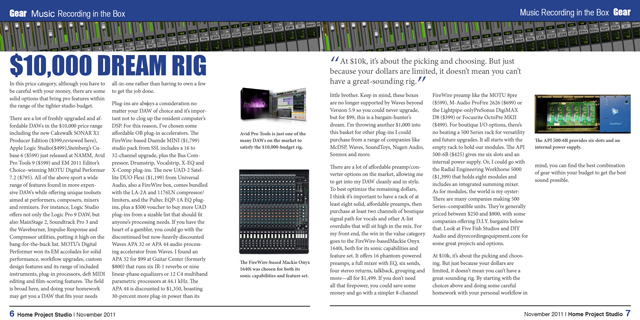 Gear Music Recording in the Box
$10,000 DREAM RIG
In this price category, although you have to
be careful with your money, there are some
solid options that bring pro features within
the range of the tighter studio budget.
There are a lot of freshly upgraded and af-
fordable DAWs in the $10,000 price range
including the new Cakewalk SONAR X1
Producer Edition ($399,reviewed here),
Apple Logic Studio($499),Steinberg's Cu-
base 6 ($599) just released at NAMM, Avid
Pro Tools 9 ($599) and EM 2011 Editor's
Choice-winning MOTU Digital Performer
7.2 ($795). All of the above sport a wide
range of features found in more expen-
sive DAWs while offering unique toolsets
aimed at performers, composers, mixers
and remixers. For instance, Logic Studio
offers not only the Logic Pro 9 DAW, but
also MainStage 2, Soundtrack Pro 3 and
the Waveburner, Impulse Response and
Compressor utilities, putting it high on the
bang-for-the-buck list. MOTU's Digital
Performer won its EM accolades for solid
performance, workflow upgrades, custom
design features and its range of included
instruments, plug-in processors, deft MIDI
editing and film-scoring features. The field
is broad here, and doing your homework
may get you a DAW that fits your needs
all-in-one rather than having to own a few
to get the job done.
Plug-ins are always a consideration no
matter your DAW of choice and it's impor-
tant not to clog up the resident computer's
DSP. For this reason, I've chosen some
affordable OB plug-in accelerators. The
FireWire-based Duende MINI ($1,799)
studio pack from SSL includes a 16 to
32-channel upgrade, plus the Bus Com-
pressor, Drumstrip, Vocalstrip, X-EQ and
X-Comp plug-ins. The new UAD-2 Satel-
lite DUO Flexi ($1,199) from Universal
Audio, also a FireWire box, comes bundled
with the LA-2A and 1176LN compressor/
limiters, and the Pultec EQP-1A EQ plug-
ins, plus a $500 voucher to buy more UAD
plug-ins from a sizable list that should fit
anyone's processing needs. If you have the
heart of a gambler, you could go with the
discontinued but now-heavily discounted
Waves APA 32 or APA 44 audio process-
ing accelerator from Waves. I found an
APA 32 for $99 at Guitar Center (formerly
$800) that runs six IR-1 reverbs or nine
linear-phase equalizers or 12 C4 multiband
parametric processors at 44.1 kHz. The
APA 44 is discounted to $1,350, boasting
30-percent more plug-in power than its
Avid Pro Tools is just one of the
many DAWs on the market to
satisfy the $10,000 budget rig.
The FireWire-based Mackie Onyx
1640i was chosen for both its
sonic capabilities and feature set.
6 Home Project Studio | November 2011
Music Recording in the Box Gear
“ At $10k, it's about the picking and choosing. But just
because your dollars are limited, it doesn't mean you can't
have a great-sounding rig.”
little brother. Keep in mind, these boxes
are no longer supported by Waves beyond
Version 5.9 so you could never upgrade,
but for $99, this is a bargain-hunter's
dream. I'm throwing another $1,000 into
this basket for other plug-ins I could
purchase from a range of companies like
McDSP, Waves, SoundToys, Nugen Audio,
Sonnox and more.
There are a lot of affordable preamp/con-
verter options on the market, allowing me
to get into my DAW cleanly and in style.
To best optimize the remaining dollars,
I think it's important to have a rack of at
least eight solid, affordable preamps, then
purchase at least two channels of boutique
signal path for vocals and other A-list
overdubs that will sit high in the mix. For
my front end, the win in the value category
goes to the FireWire-basedMackie Onyx
1640i, for both its sonic capabilities and
feature set. It offers 16 phantom-powered
preamps, a full mixer with EQ, six sends,
four stereo returns, talkback, grouping and
more—all for $1,499. If you don't need
all that firepower, you could save some
money and go with a simpler 8-channel
FireWire preamp like the MOTU 8pre
($599), M-Audio ProFire 2626 ($699) or
the Lightpipe-onlyPreSonus DigiMAX
D8 ($399) or Focusrite OctoPre MKII
($499). For boutique I/O options, there's
no beating a 500 Series rack for versatility
and future upgrades. It all starts with the
empty rack to hold our modules. The API
500-6B ($425) gives me six slots and an
internal power supply. Or, I could go with
the Radial Engineering Workhorse 5000
($1,299) that holds eight modules and
includes an integrated summing mixer.
As for modules, the world is my oyster:
There are many companies making 500
Series–compatible units. They're generally
priced between $250 and $800, with some
companies offering D.I.Y. bargains below
that. Look at Five Fish Studios and DIY
Audio and diyrecordingequipment.com for
some great projects and options.
At $10k, it's about the picking and choos-
ing. But just because your dollars are
limited, it doesn't mean you can't have a
great-sounding rig. By starting with the
choices above and doing some careful
homework with your personal workflow in
The API 500-6B provides six slots and an
internal power supply.
mind, you can find the best combination
of gear within your budget to get the best
sound possible.
November 2011 | Home Project Studio 7